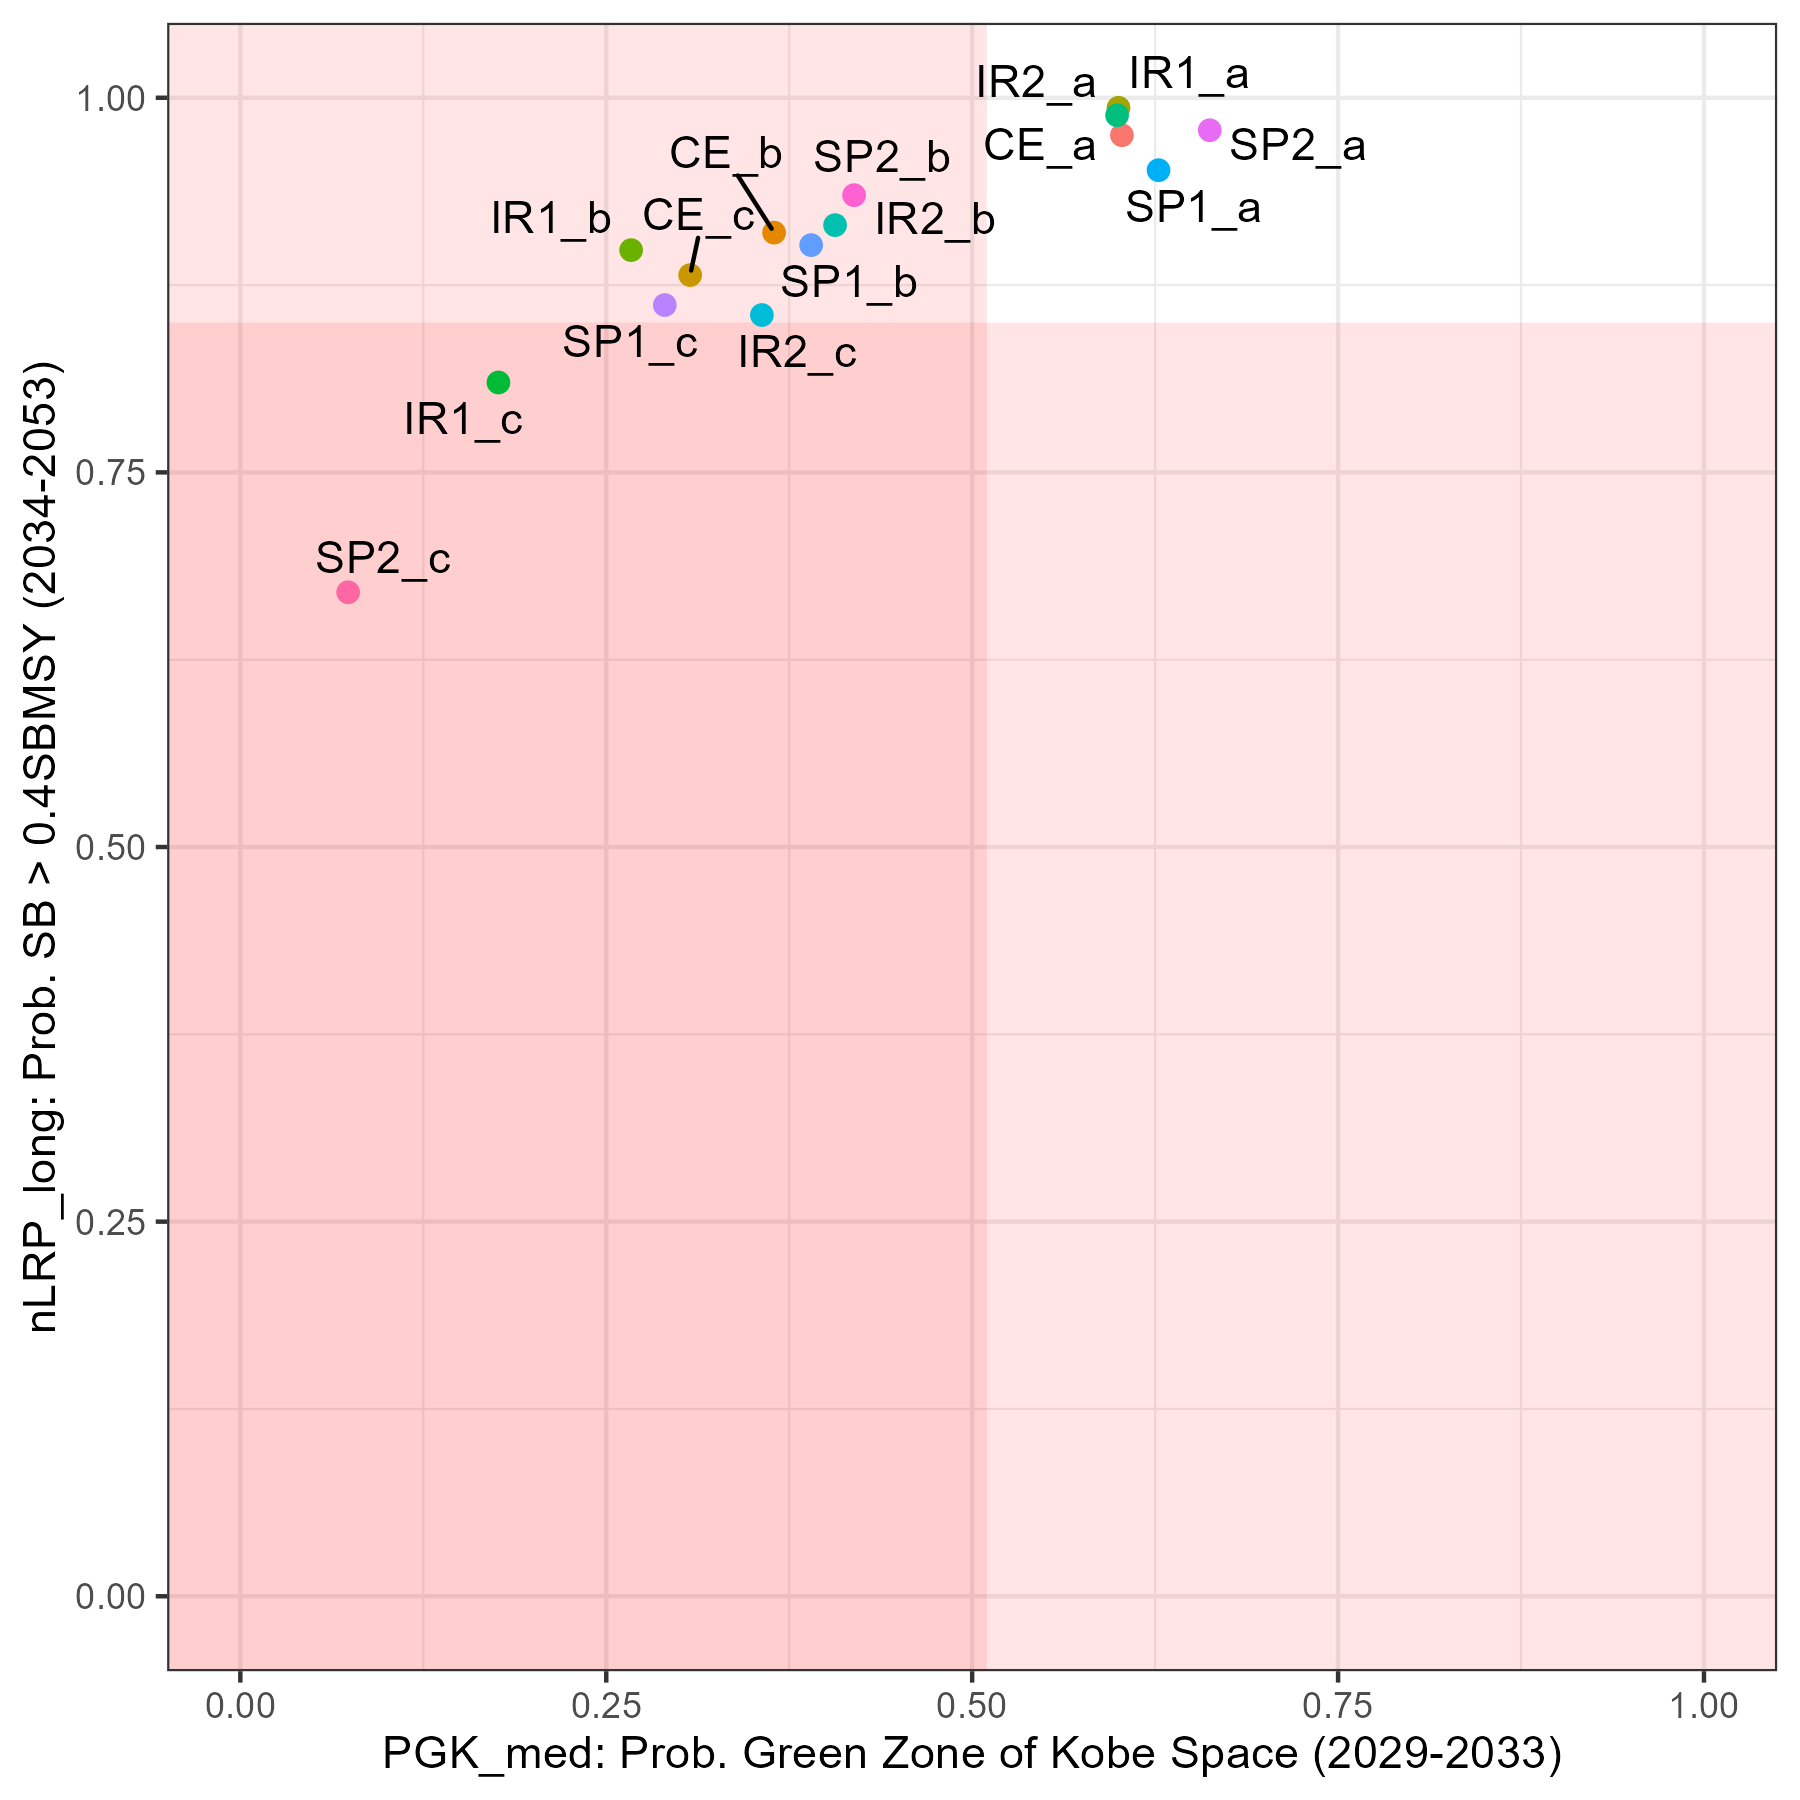 IR1_a
IR2_a
CE_a
SP2_a
SP1_a
CE_b
SP2_b
IR1_b
CE_c
IR2_b
SP1_b
SP1_c
IR2_c
IR1_c
SP2_c
1.00
0.75
0.50
0.25
0.00
nLRP_long: Prob. SB > 0.4SBMSY (2034-2053)
0.00
0.25
0.50
0.75
1.00
PGK_med: Prob. Green Zone of Kobe Space (2029-2033)